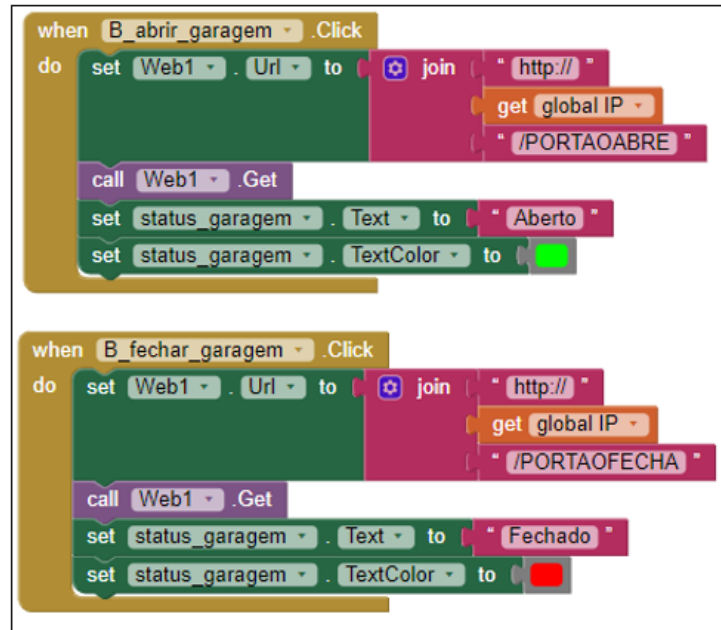 when B_abrir_garagem .Click
do set Web1 . Url to join " http:// "
get global IP
" /PORTAOABRE "
call Web1 .Get
set status_garagem . Text to " Aberto "
set status_garagem . TextColor to
when B_fechar_garagem .Click
do set Web1 . Url to join " http:// "
get global IP
" /PORTAOFECHA "
call Web1 .Get
set status_garagem . Text to " Fechado "
set status_garagem . TextColor to